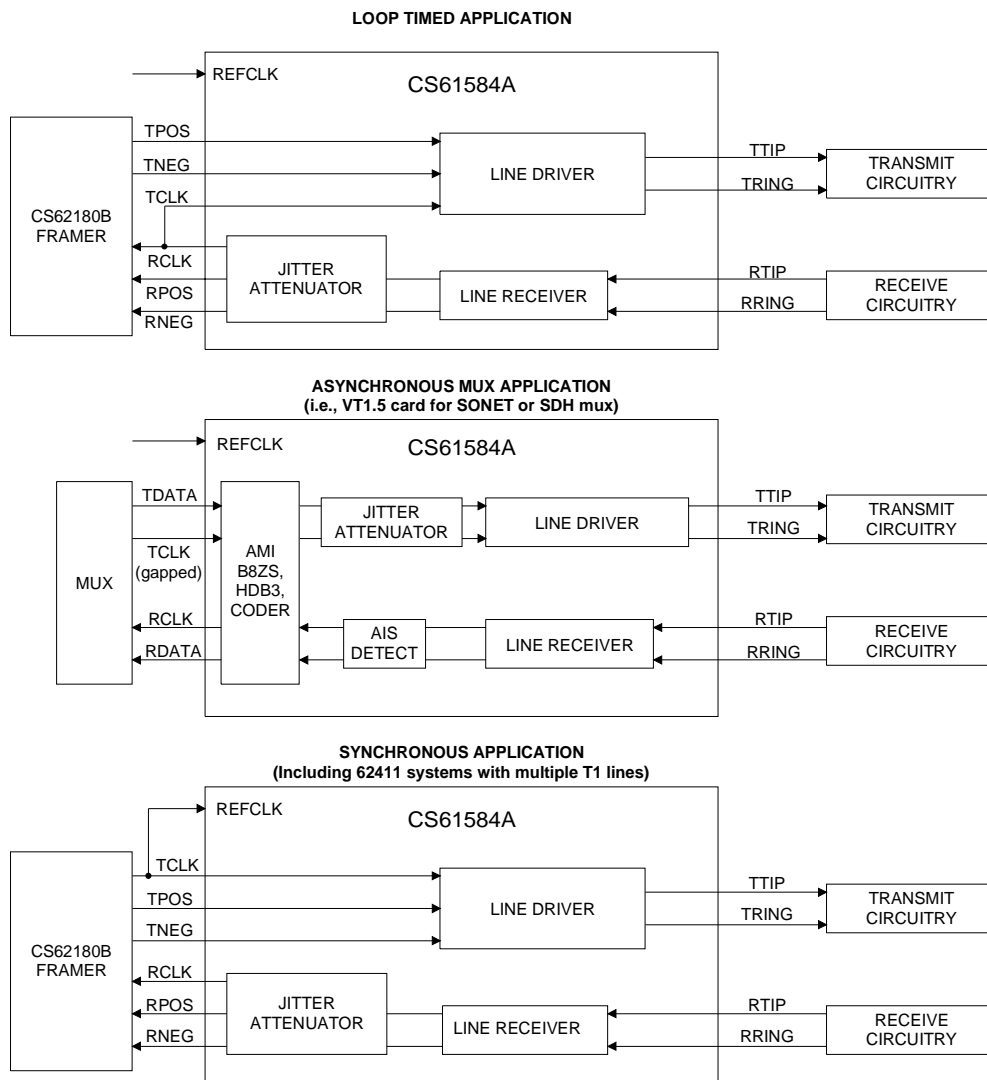 LOOP TIMED APPLICATION
REFCLK
CS61584A
TPOS
TNEG
TCLK
CS62180B
FRAMER
LINE DRIVER
TTIP
TRING
TRANSMIT
CIRCUITRY
RCLK
RPOS
RNEG
JITTER
ATTENUATOR
LINE RECEIVER
RTIP
RRING
RECEIVE
CIRCUITRY
ASYNCHRONOUS MUX APPLICATION
(i.e., VT1.5 card for SONET or SDH mux)
REFCLK
CS61584A
MUX
TDATA
TCLK
(gapped)
RCLK
RDATA
AMI
B8ZS,
HDB3,
CODER
JITTER
ATTENUATOR
LINE DRIVER
TTIP
TRING
TRANSMIT
CIRCUITRY
AIS
DETECT
LINE RECEIVER
RTIP
RRING
RECEIVE
CIRCUITRY
SYNCHRONOUS APPLICATION
(Including 62411 systems with multiple T1 lines)
REFCLK
CS61584A
TCLK
TPOS
TNEG
CS62180B
FRAMER
LINE DRIVER
TTIP
TRING
TRANSMIT
CIRCUITRY
RCLK
RPOS
RNEG
JITTER
ATTENUATOR
LINE RECEIVER
RTIP
RRING
RECEIVE
CIRCUITRY